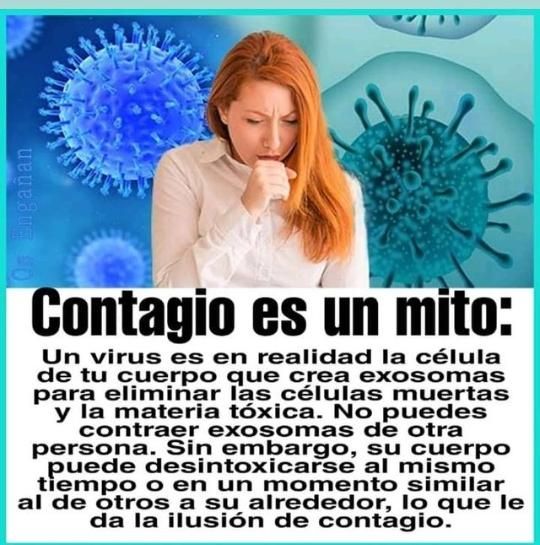 Os Engañan
Contagio es un mito:
Un virus es en realidad la célula
de tu cuerpo que crea exosomas
para eliminar las células muertas
y la materia tóxica. No puedes
contraer exosomas de otra
persona. Sin embargo, su cuerpo
puede desintoxicarse al mismo
tiempo o en un momento similar
al de otros a su alrededor, lo que le
da la ilusión de contagio.